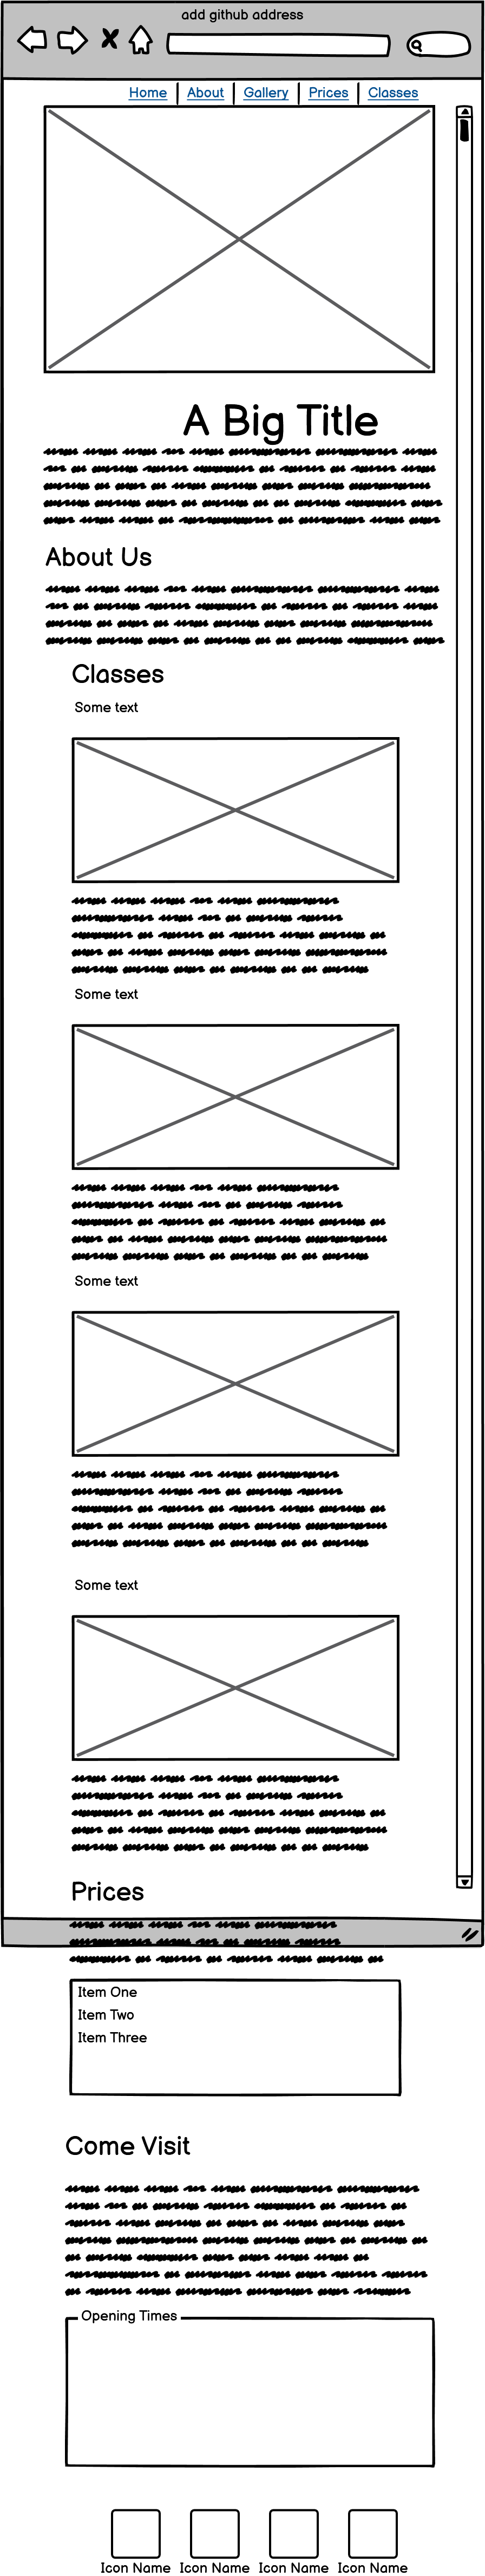 add github address
Home About Gallery Prices Classes
A Big Title
About Us
Classes
Some text
Some text
Some text
Some text
Prices
Item One
Item Two
Item Three
Come Visit
Opening Times
Icon Name Icon Name Icon Name Icon Name